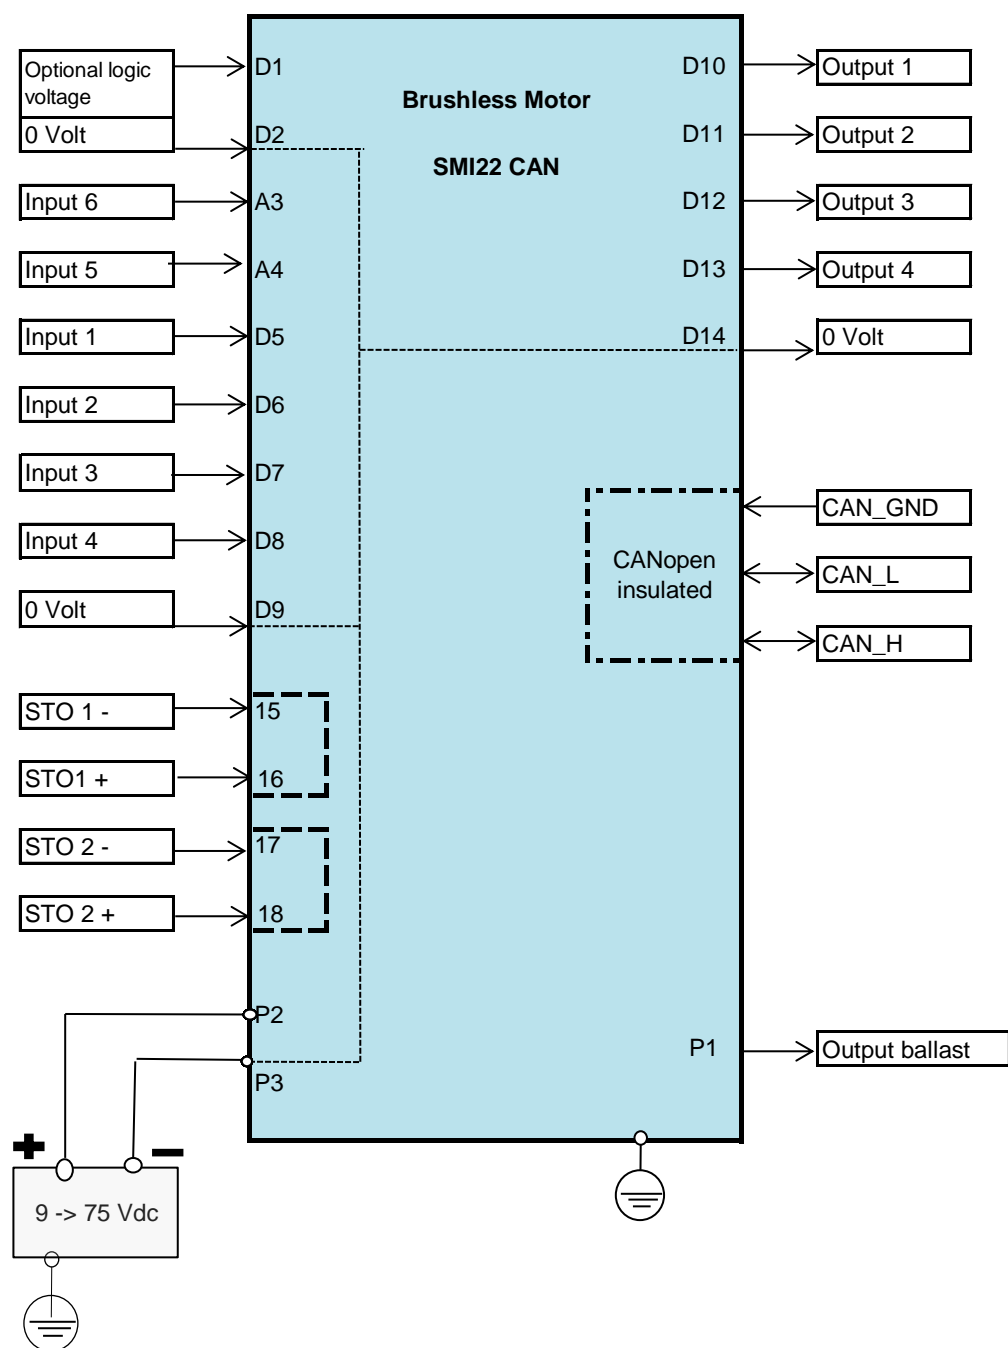 Brushless Motor
SMI22 CAN
Optional logic
voltage
D1
0 Volt
D2
Input 6
A3
Input 5
A4
Input 1
D5
Input 2
D6
Input 3
D7
Input 4
D8
0 Volt
D9
STO 1 -
15
STO1 +
16
STO 2 -
17
STO 2 +
18
P2
P3
9 -> 75 Vdc
D10
Output 1
D11
Output 2
D12
Output 3
D13
Output 4
D14
0 Volt
CANopen
insulated
CAN_GND
CAN_L
CAN_H
P1
Output ballast